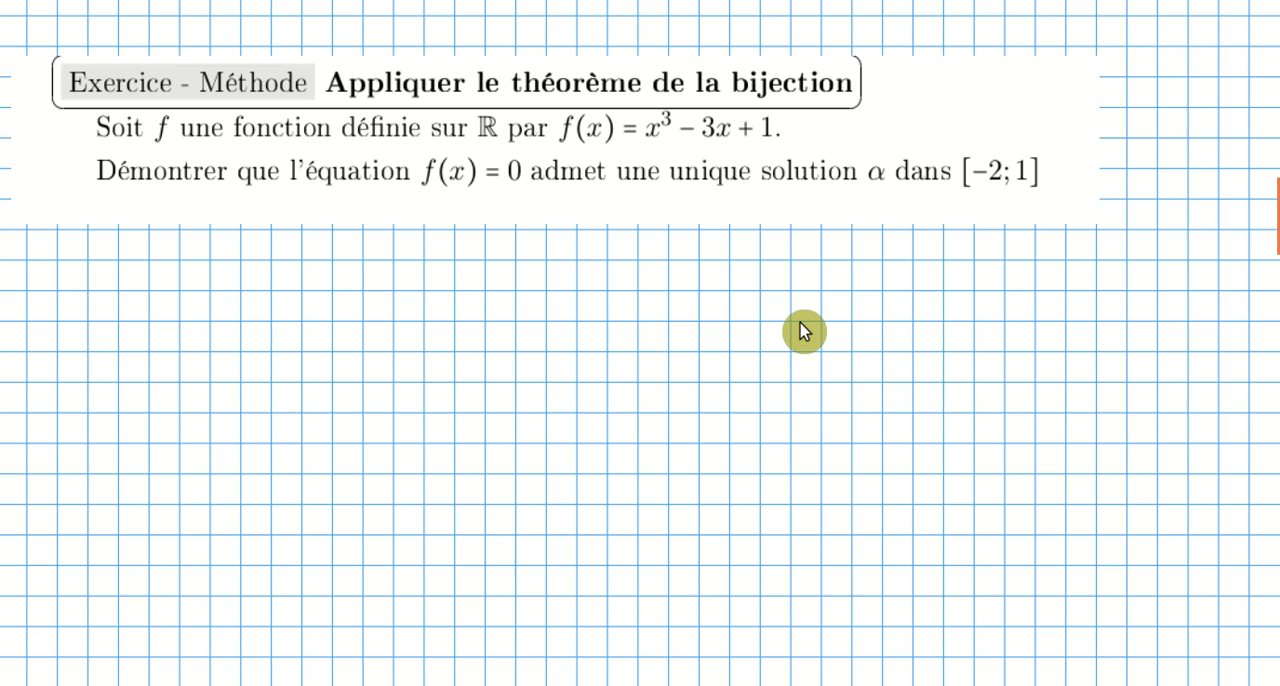 Exercice - Méthode Appliquer le théorème de la bijection
Soit f une fonction définie sur ℝ par f(x) = x³ − 3x + 1.
Démontrer que l'équation f(x) = 0 admet une unique solution α dans [−2; 1]